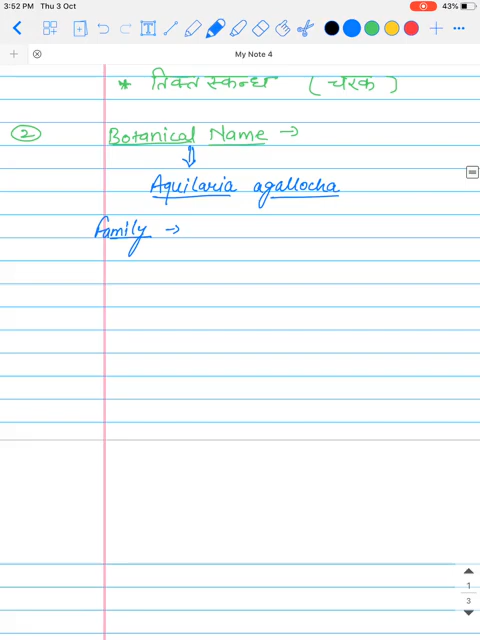 3:52 PM Thu 3 Oct 43%
My Note 4
* तिक्त स्कन्ध (चरक)
② Botanical Name →
⇓
Aquilaria agallocha
Family →
1
3